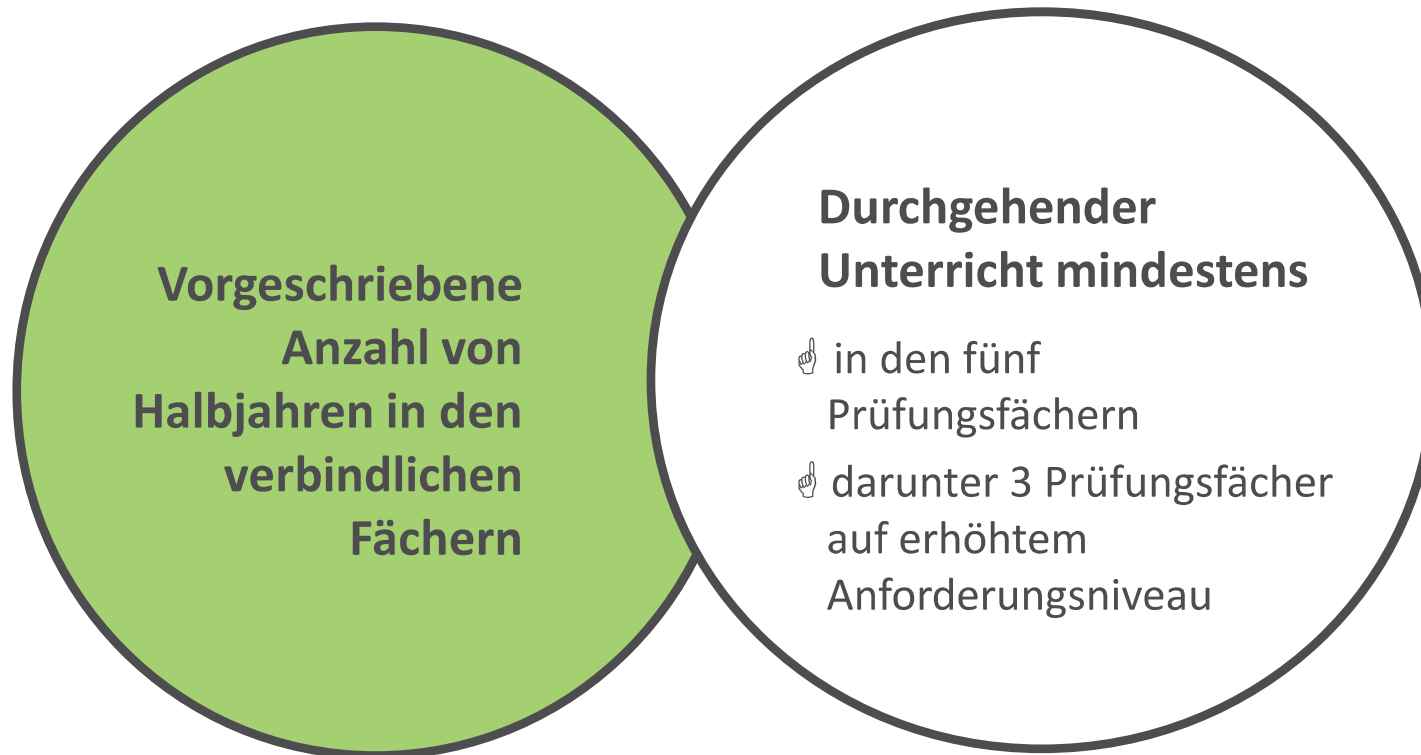 Vorgeschriebene
Anzahl von
Halbjahren in den
verbindlichen
Fächern
Durchgehender
Unterricht mindestens
☝ in den fünf
Prüfungsfächern
☝ darunter 3 Prüfungsfächer
auf erhöhtem
Anforderungsniveau